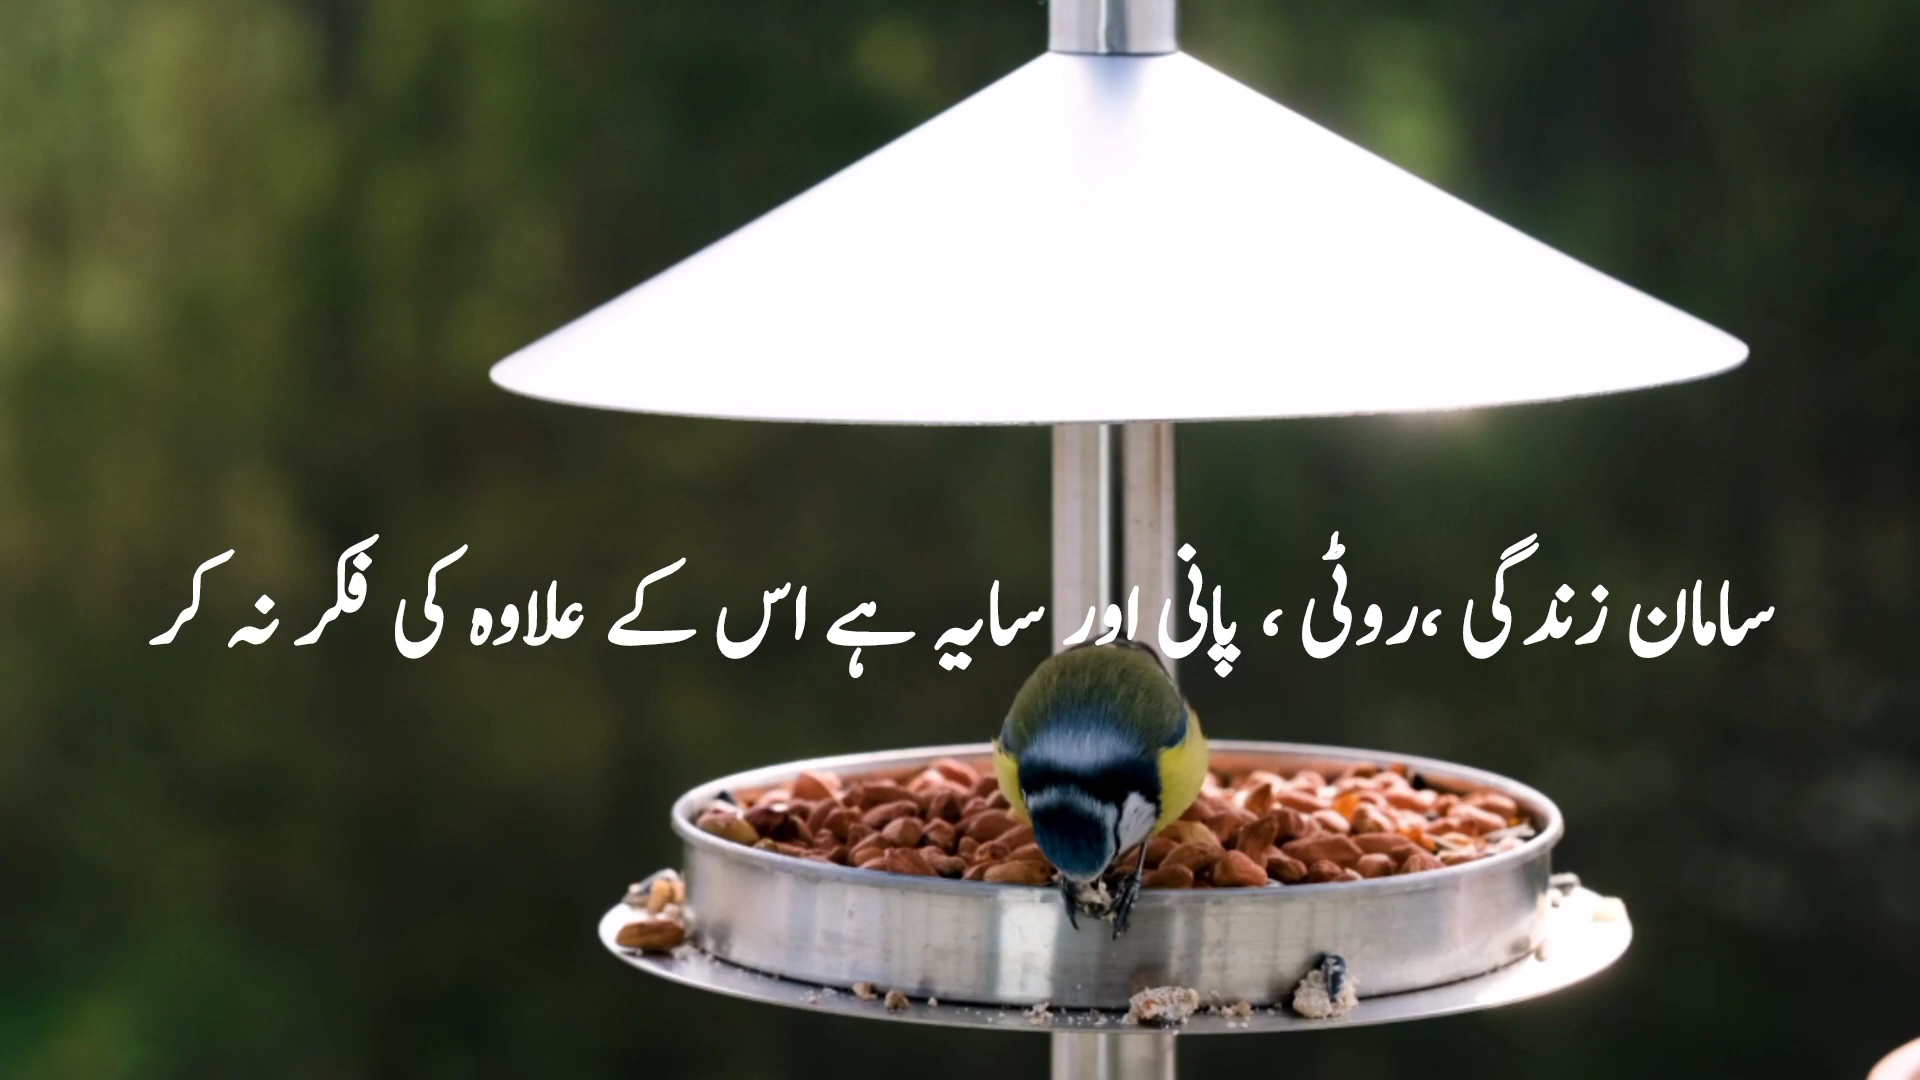 سامان زندگی ،روٹی ، پانی اور سایہ ہے اس کے علاوہ کی فکر نہ کر